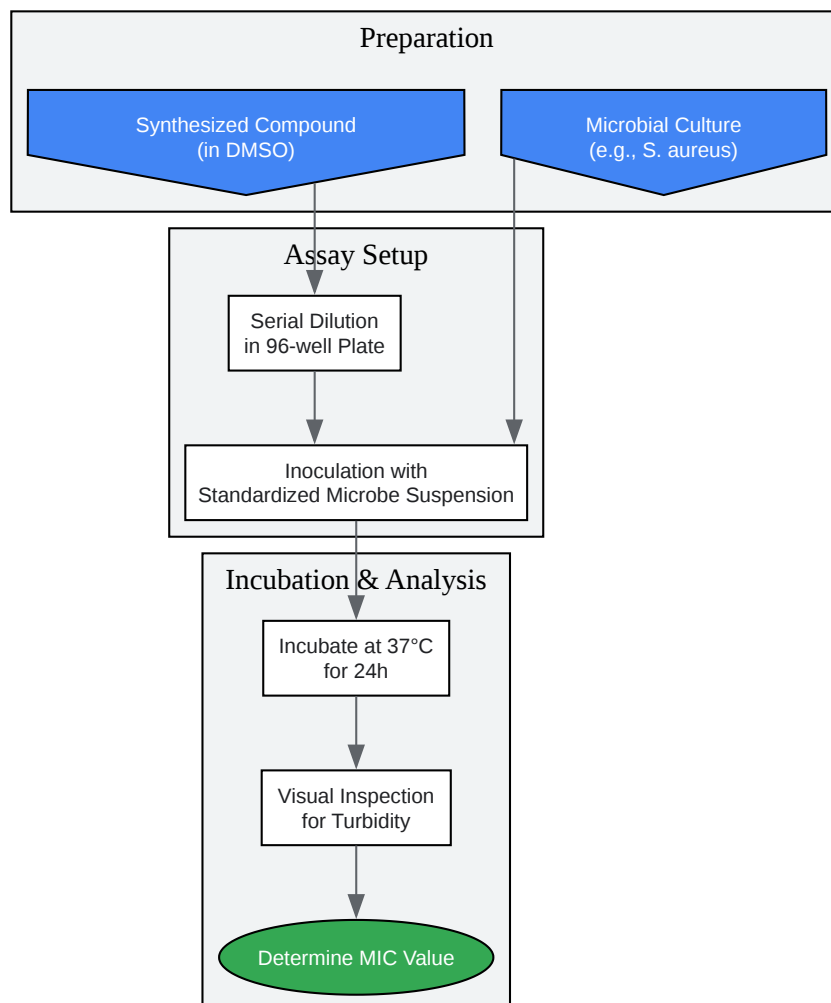 Preparation
Synthesized Compound
(in DMSO)
Microbial Culture
(e.g., S. aureus)
Assay Setup
Serial Dilution
in 96-well Plate
Inoculation with
Standardized Microbe Suspension
Incubation & Analysis
Incubate at 37°C
for 24h
Visual Inspection
for Turbidity
Determine MIC Value